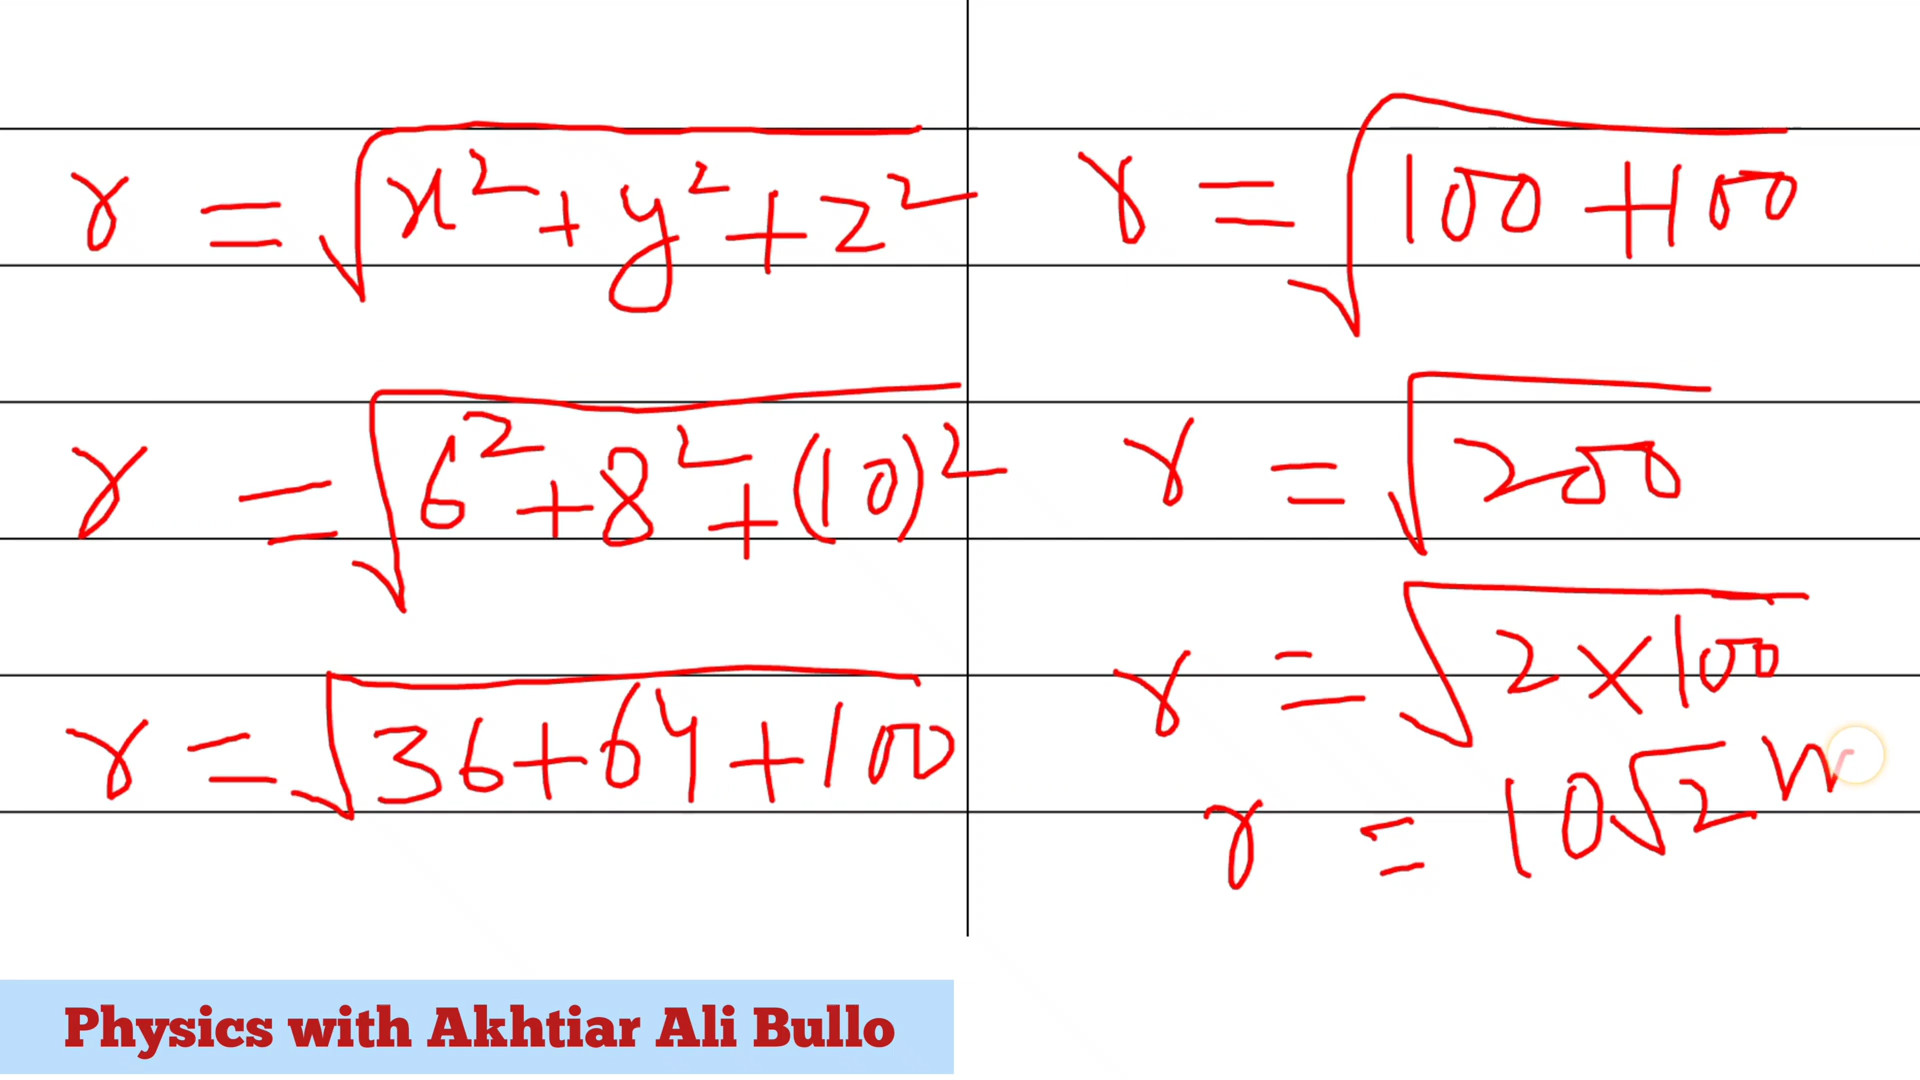 r = √x²+y²+z²
r = √6²+8²+(10)²
r = √36+64+100
r = √100+100
r = √200
r = √2×100
r = 10√2 m
Physics with Akhtiar Ali Bullo